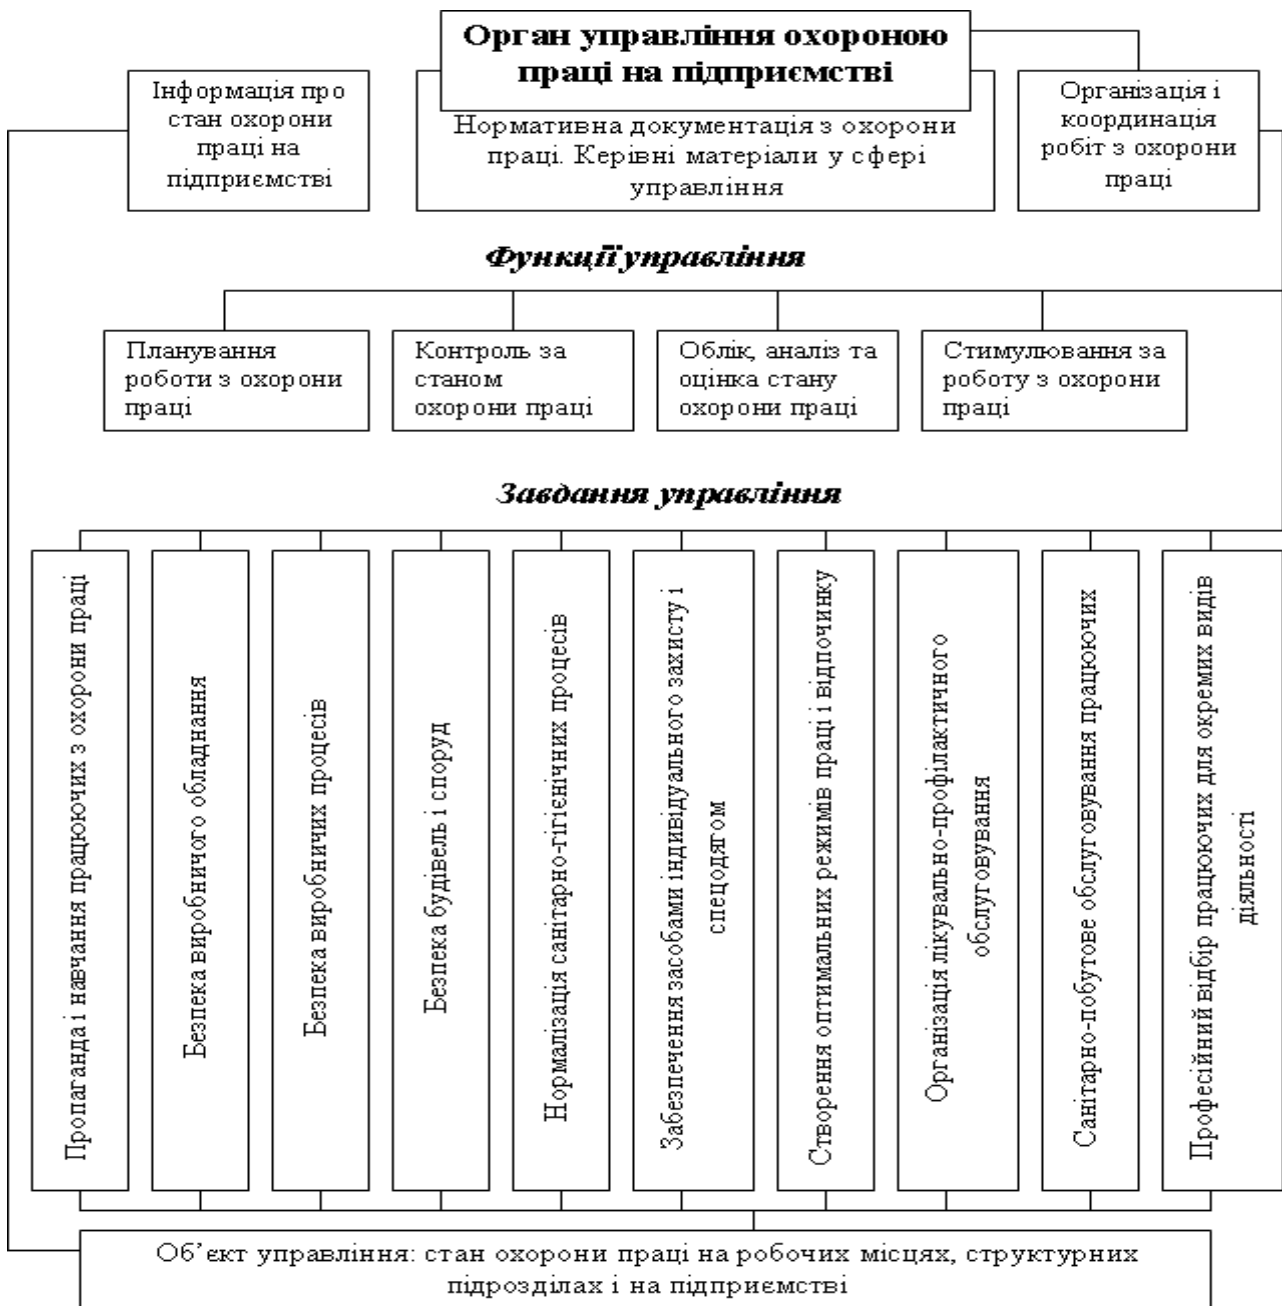 Орган управління охороною
праці на підприємстві
Інформація про
стан охорони
праці на
підприємстві
Нормативна документація з охорони
праці. Керівні матеріали у сфері
управління
Організація і
координація
робіт з охорони
праці
Функції управління
Планування
роботи з охорони
праці
Контроль за
станом
охорони праці
Облік, аналіз та
оцінка стану
охорони праці
Стимулювання за
роботу з охорони
праці
Завдання управління
Пропаганда і навчання працюючих з охорони праці
Безпека виробничого обладнання
Безпека виробничих процесів
Безпека будівель і споруд
Нормалізація санітарно-гігієнічних процесів
Забезпечення засобами індивідуального захисту і
спецодягом
Створення оптимальних режимів праці і відпочинку
Організація лікувально-профілактичного
обслуговування
Санітарно-побутове обслуговування працюючих
Професійний відбір працюючих для окремих видів
діяльності
Об’єкт управління: стан охорони праці на робочих місцях, структурних
підрозділах і на підприємстві